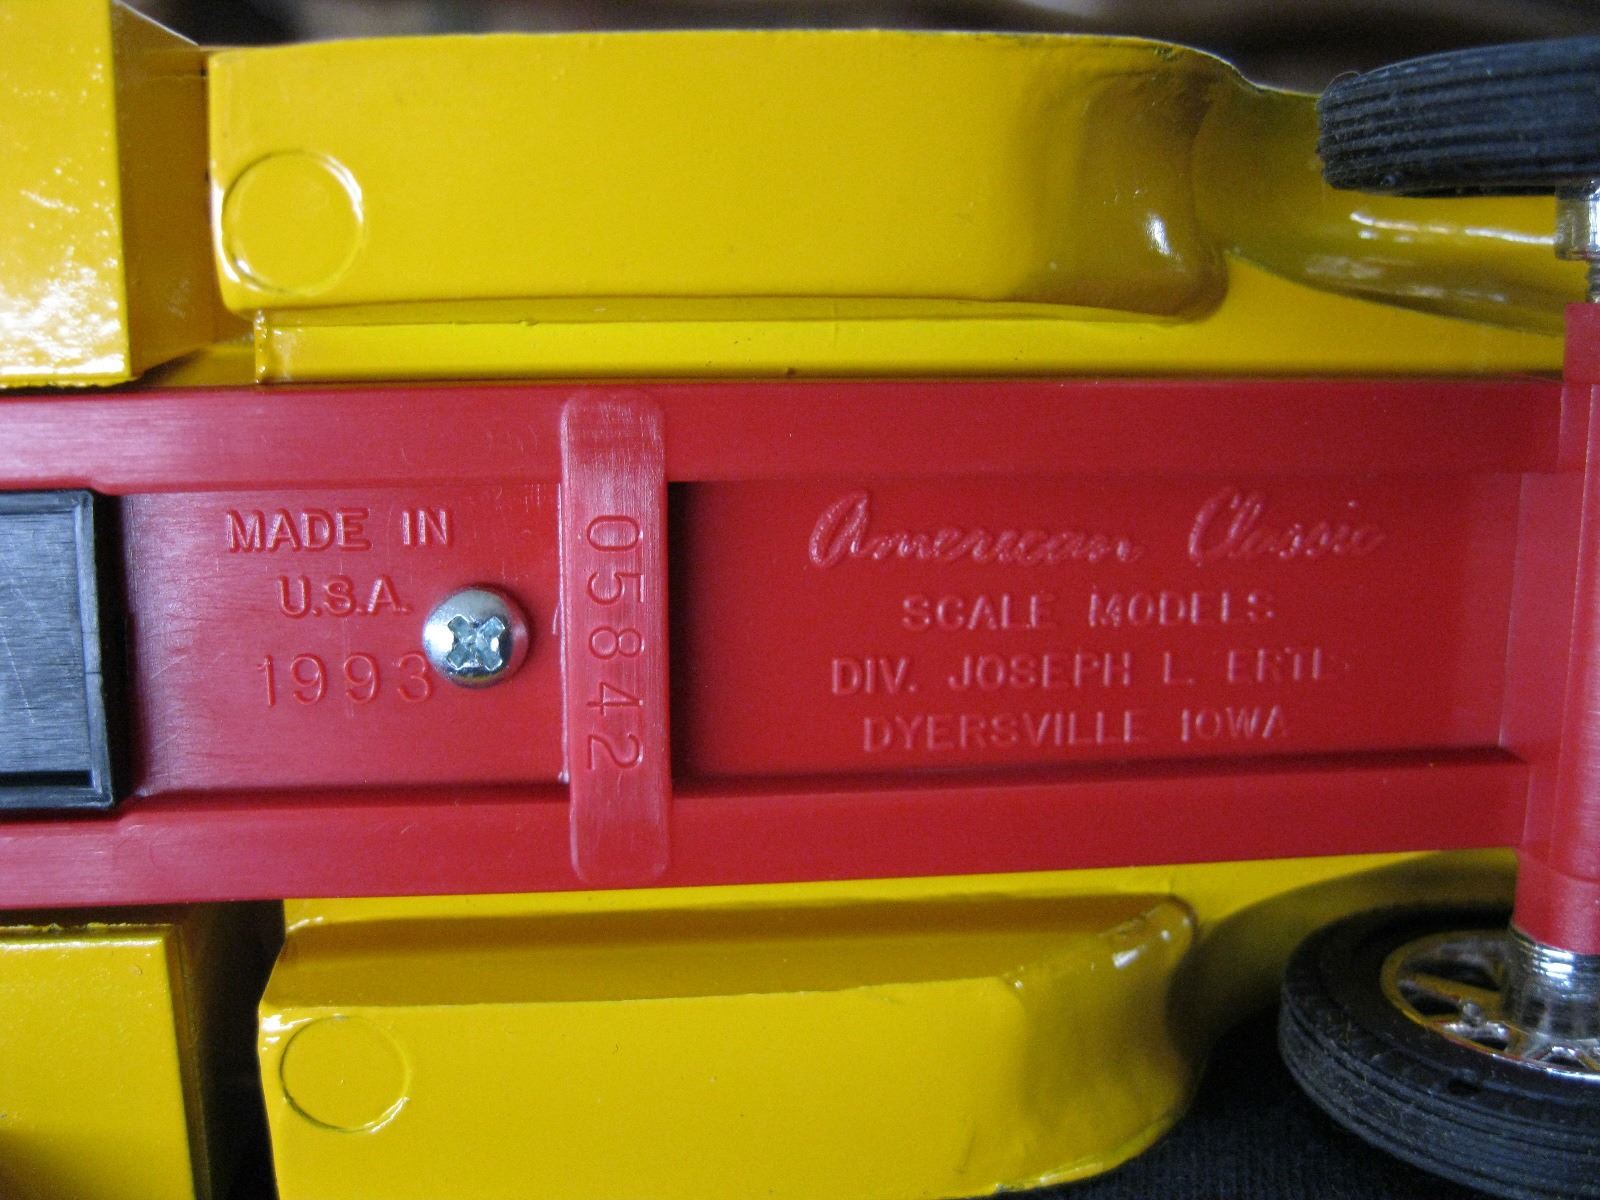 MADE IN
U.S.A.
1993
05842
American Classic
SCALE MODELS
DIV. JOSEPH L. ERTL
DYERSVILLE IOWA